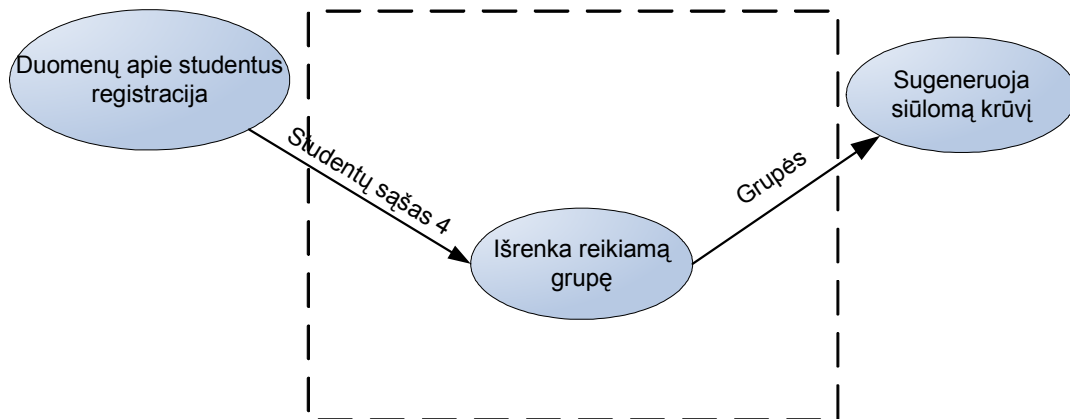 Duomenų apie studentus
registracija
Studentų sąšas 4
Išrenka reikiamą
grupę
Grupės
Sugeneruoja
siūlomą krūvį